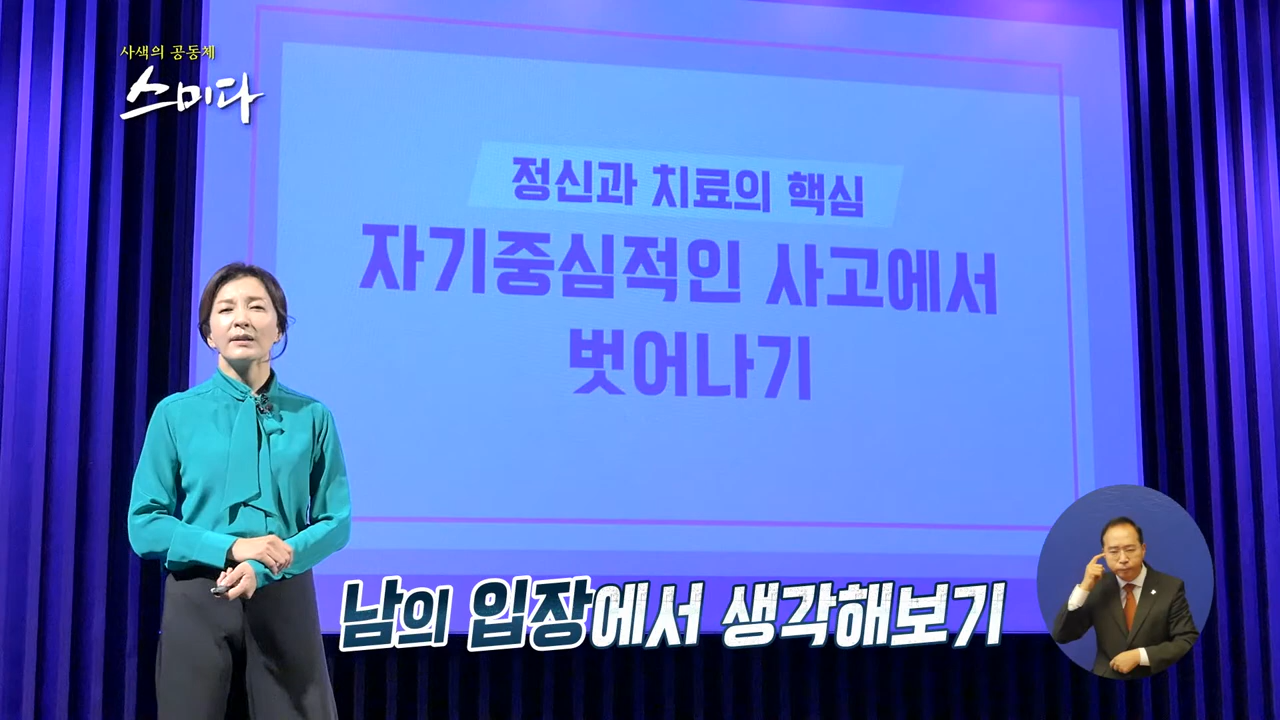 사색의 공동체
스미다
정신과 치료의 핵심
자기중심적인 사고에서
벗어나기
남의 입장에서 생각해보기